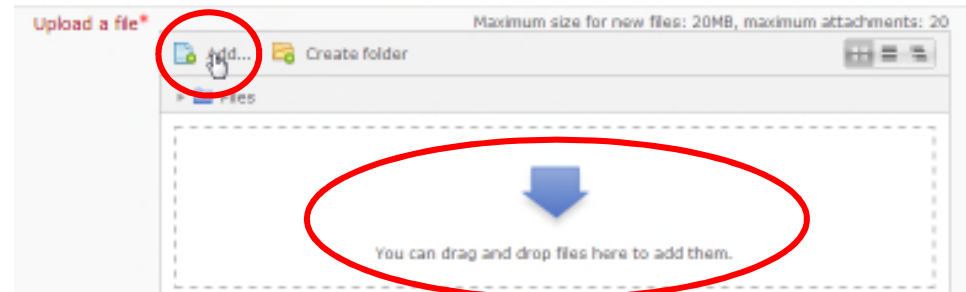 Upload a file* Maximum size for new files: 20MB, maximum attachments: 20
Add... Create folder
Files
You can drag and drop files here to add them.